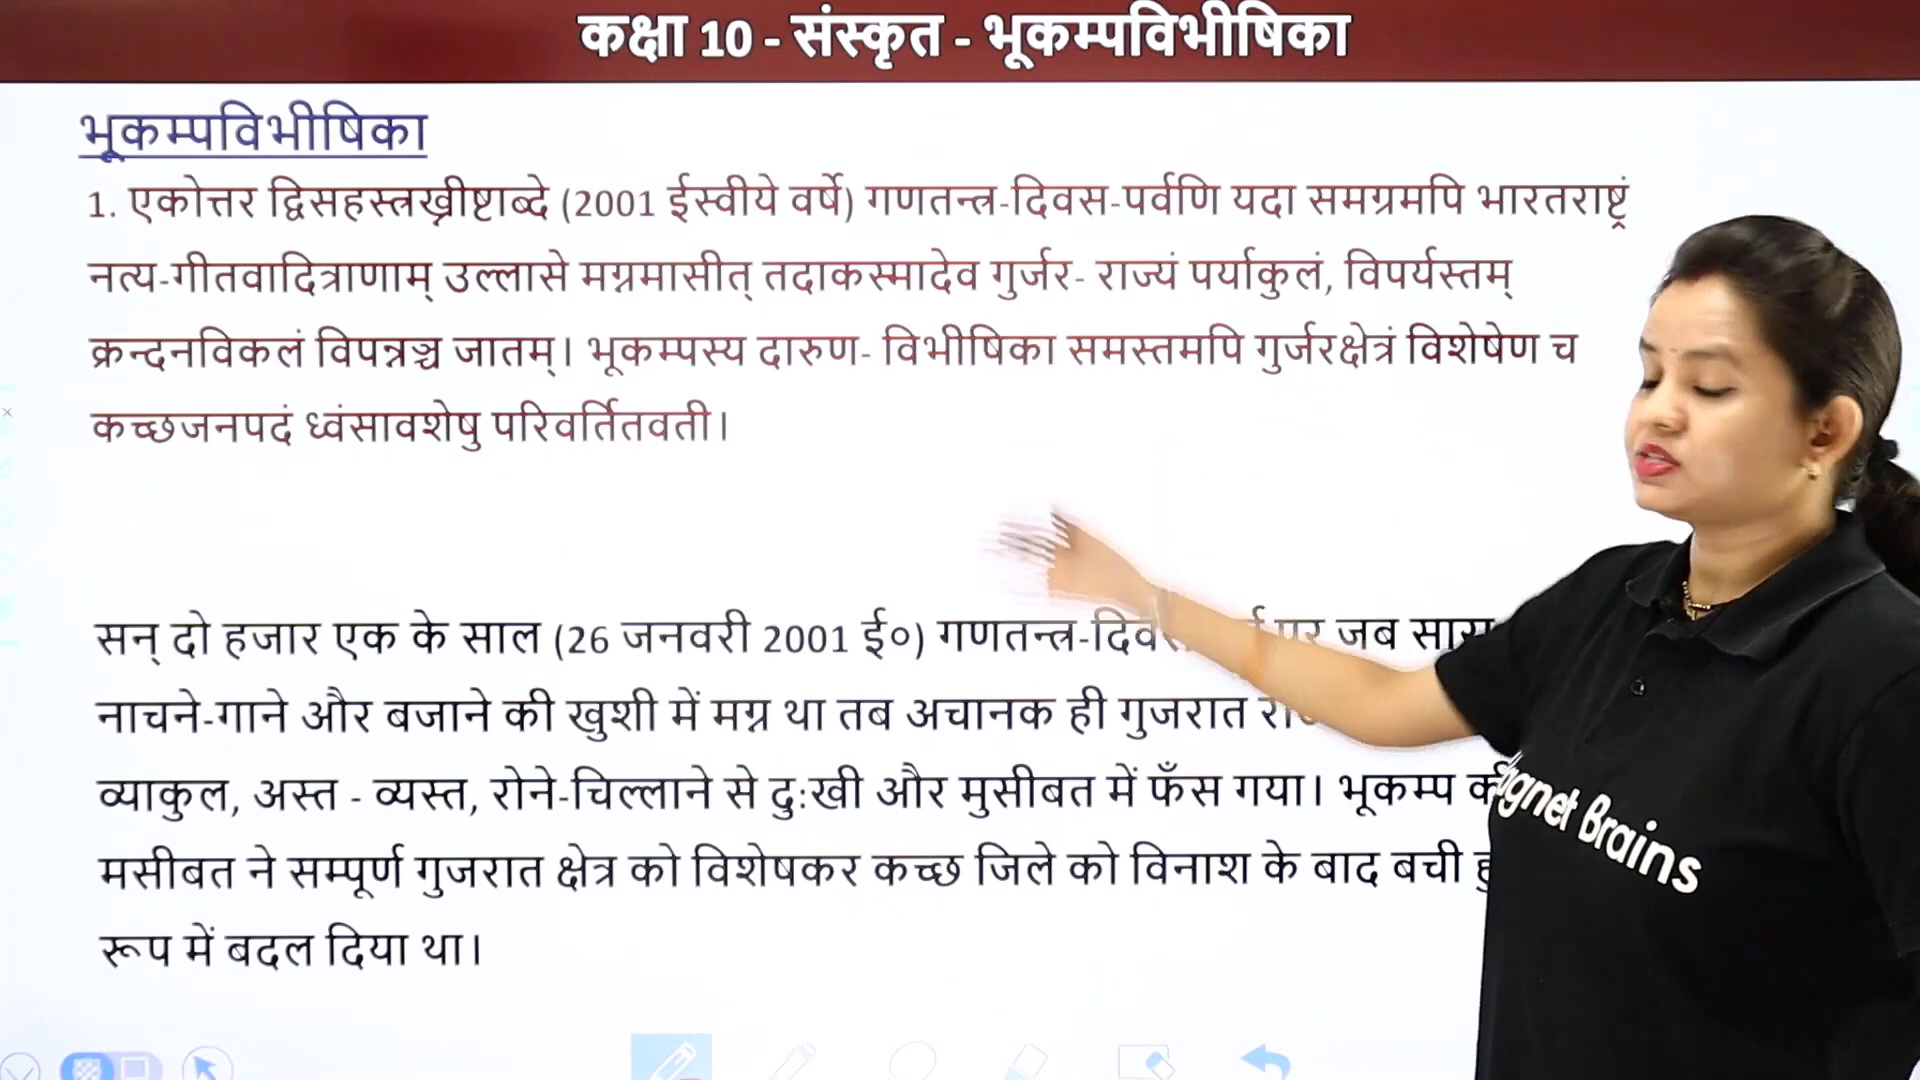 कक्षा 10 - संस्कृत - भूकम्पविभीषिका
भूकम्पविभीषिका
1. एकोत्तर द्विसहस्त्रख्रीष्टाब्दे (2001 ईस्वीये वर्षे) गणतन्त्र-दिवस-पर्वणि यदा समग्रमपि भारतराष्ट्रं
नत्य-गीतवादित्राणाम् उल्लासे मग्नमासीत् तदाकस्मादेव गुर्जर- राज्यं पर्याकुलं, विपर्यस्तम्
क्रन्दनविकलं विपन्नञ्च जातम्। भूकम्पस्य दारुण- विभीषिका समस्तमपि गुर्जरक्षेत्रं विशेषेण च
कच्छजनपदं ध्वंसावशेषु परिवर्तितवती।
सन् दो हजार एक के साल (26 जनवरी 2001 ई०) गणतन्त्र- पर जब
नाचने-गाने और बजाने की खुशी में मग्न था तब अचानक ही गुजरात
व्याकुल, अस्त - व्यस्त, रोने-चिल्लाने से दुःखी और मुसीबत में फँस गया। भूकम्प
मसीबत ने सम्पूर्ण गुजरात क्षेत्र को विशेषकर कच्छ जिले को विनाश के बाद बची
रूप में बदल दिया था।
Brains